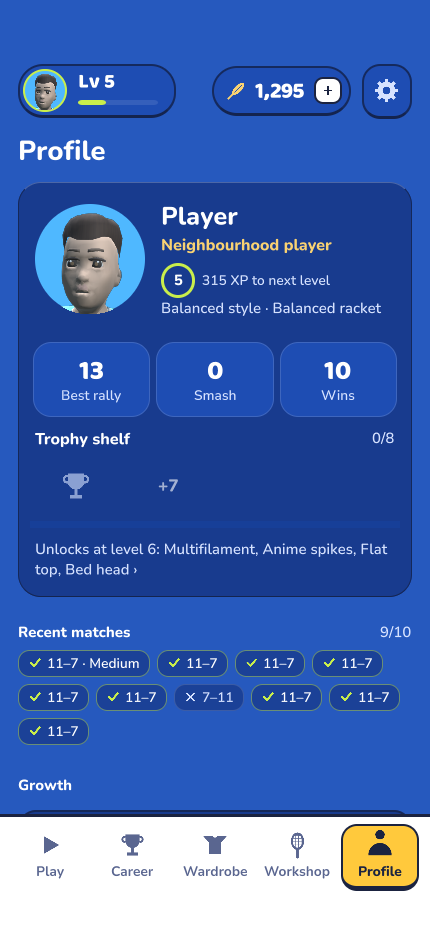 Lv 5
1,295 +
Profile
Player
Neighbourhood player
5 315 XP to next level
Balanced style · Balanced racket
13 0 10
Best rally Smash Wins
Trophy shelf 0/8
+7
Unlocks at level 6: Multifilament, Anime spikes, Flat
top, Bed head ›
Recent matches 9/10
11–7 · Medium 11–7 11–7 11–7
11–7 11–7 7–11 11–7 11–7
11–7
Growth
Play Career Wardrobe Workshop Profile